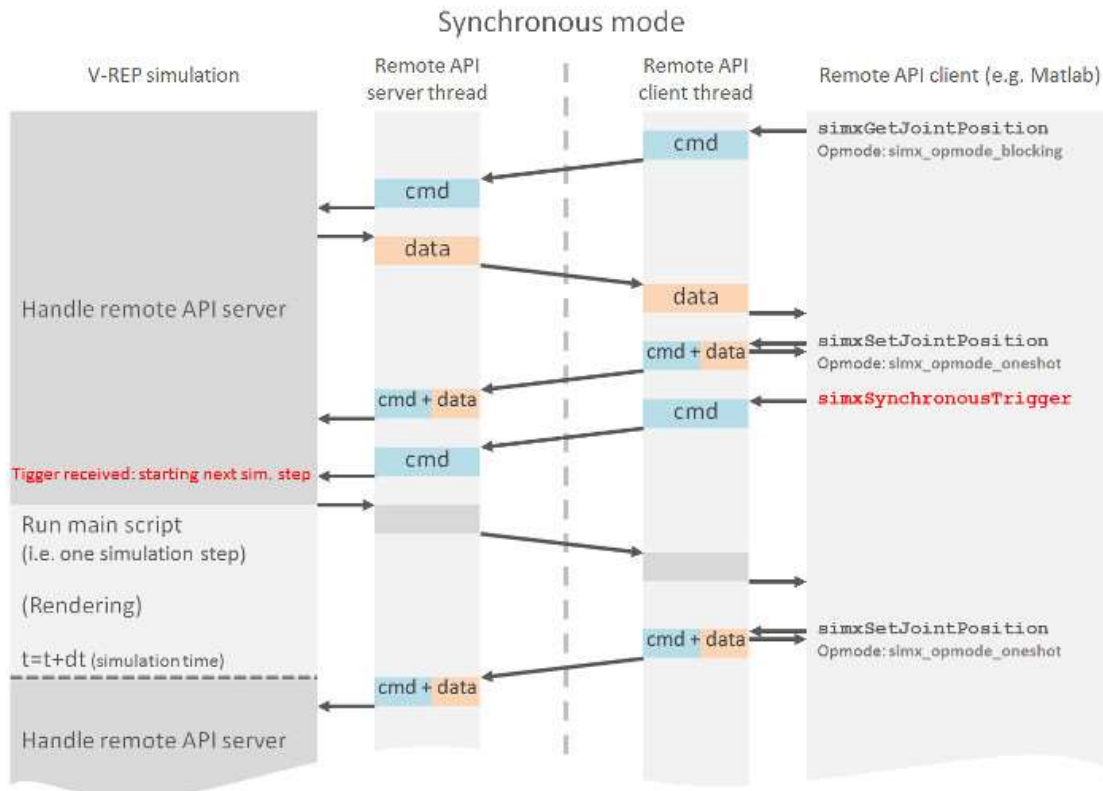 Synchronous mode
V-REP simulation
Remote API
server thread
Remote API
client thread
Remote API client (e.g. Matlab)
simxGetJointPosition
Opmode: simx_opmode_blocking
cmd
cmd
data
data
Handle remote API server
simxSetJointPosition
Opmode: simx_opmode_oneshot
cmd + data
cmd + data
simxSynchronousTrigger
cmd
cmd
Tigger received: starting next sim. step
Run main script
(i.e. one simulation step)
(Rendering)
simxSetJointPosition
Opmode: simx_opmode_oneshot
cmd + data
t=t+dt (simulation time)
cmd + data
Handle remote API server